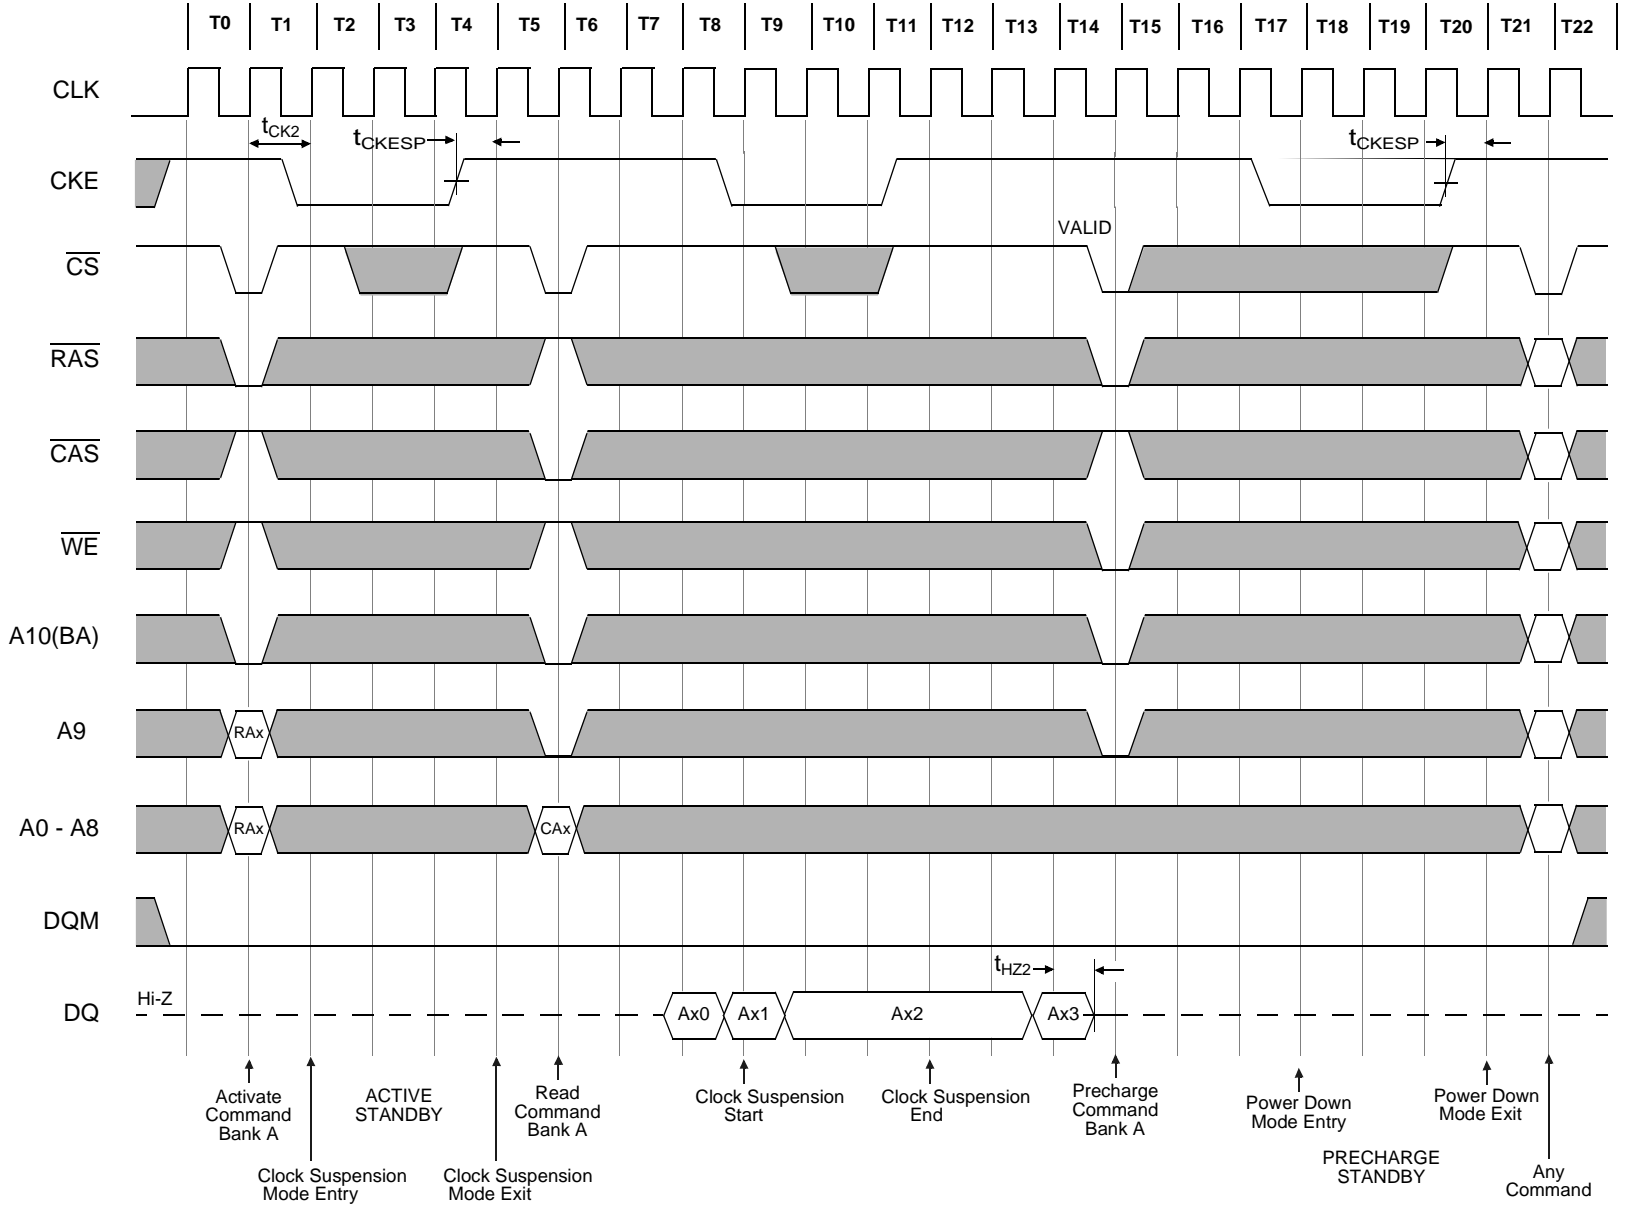 T0 T1 T2 T3 T4 T5 T6 T7 T8 T9 T10 T11 T12 T13 T14 T15 T16 T17 T18 T19 T20 T21 T22
CLK
tCK2
tCKESP
tCKESP
CKE
VALID
CS
RAS
CAS
WE
A10(BA)
A9
RAx
A0 - A8
RAx
CAx
DQM
tHZ2
Hi-Z
DQ
Ax0
Ax1
Ax2
Ax3
Activate
Command
Bank A
Clock Suspension
Mode Entry
ACTIVE
STANDBY
Clock Suspension
Mode Exit
Read
Command
Bank A
Clock Suspension
Start
Clock Suspension
End
Precharge
Command
Bank A
Power Down
Mode Entry
PRECHARGE
STANDBY
Power Down
Mode Exit
Any
Command